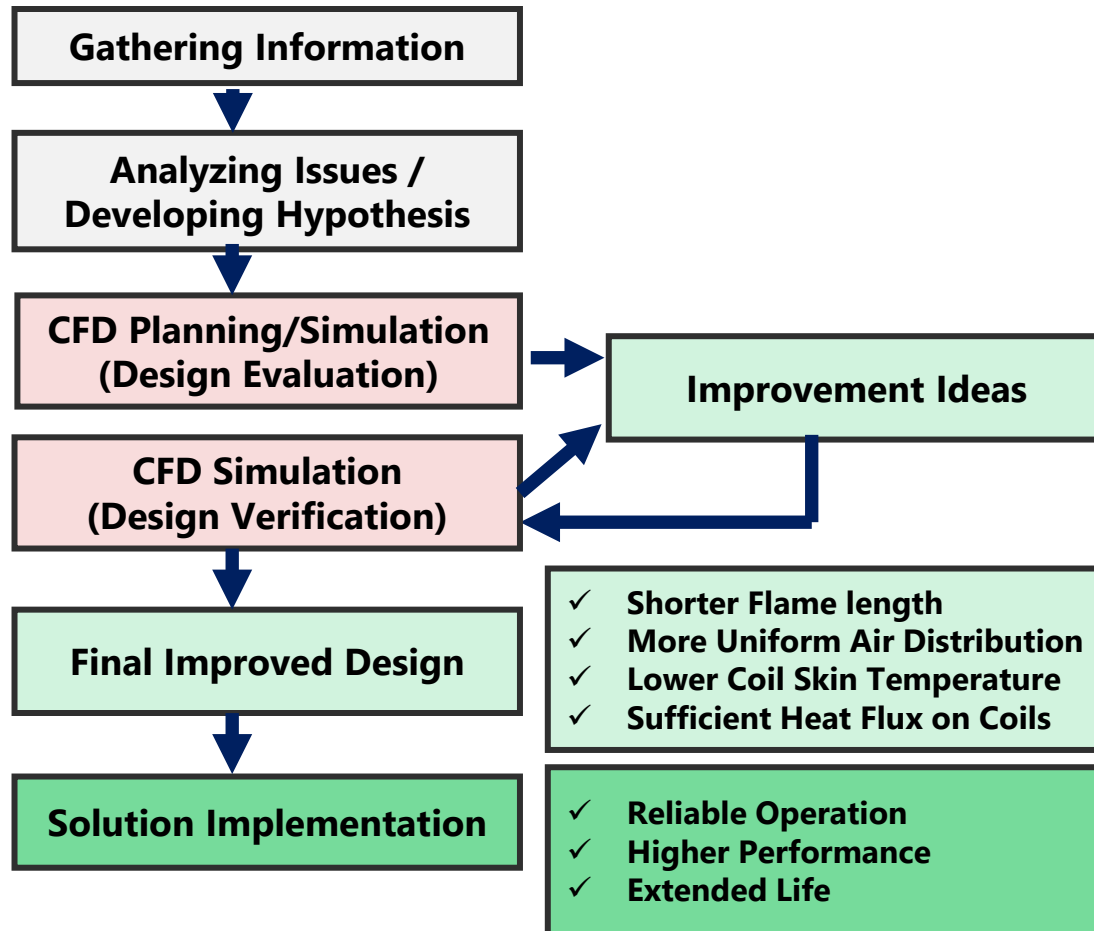 Gathering Information
Analyzing Issues /
Developing Hypothesis
CFD Planning/Simulation
(Design Evaluation)
Improvement Ideas
CFD Simulation
(Design Verification)
Final Improved Design
✓ Shorter Flame length
✓ More Uniform Air Distribution
✓ Lower Coil Skin Temperature
✓ Sufficient Heat Flux on Coils
Solution Implementation
✓ Reliable Operation
✓ Higher Performance
✓ Extended Life